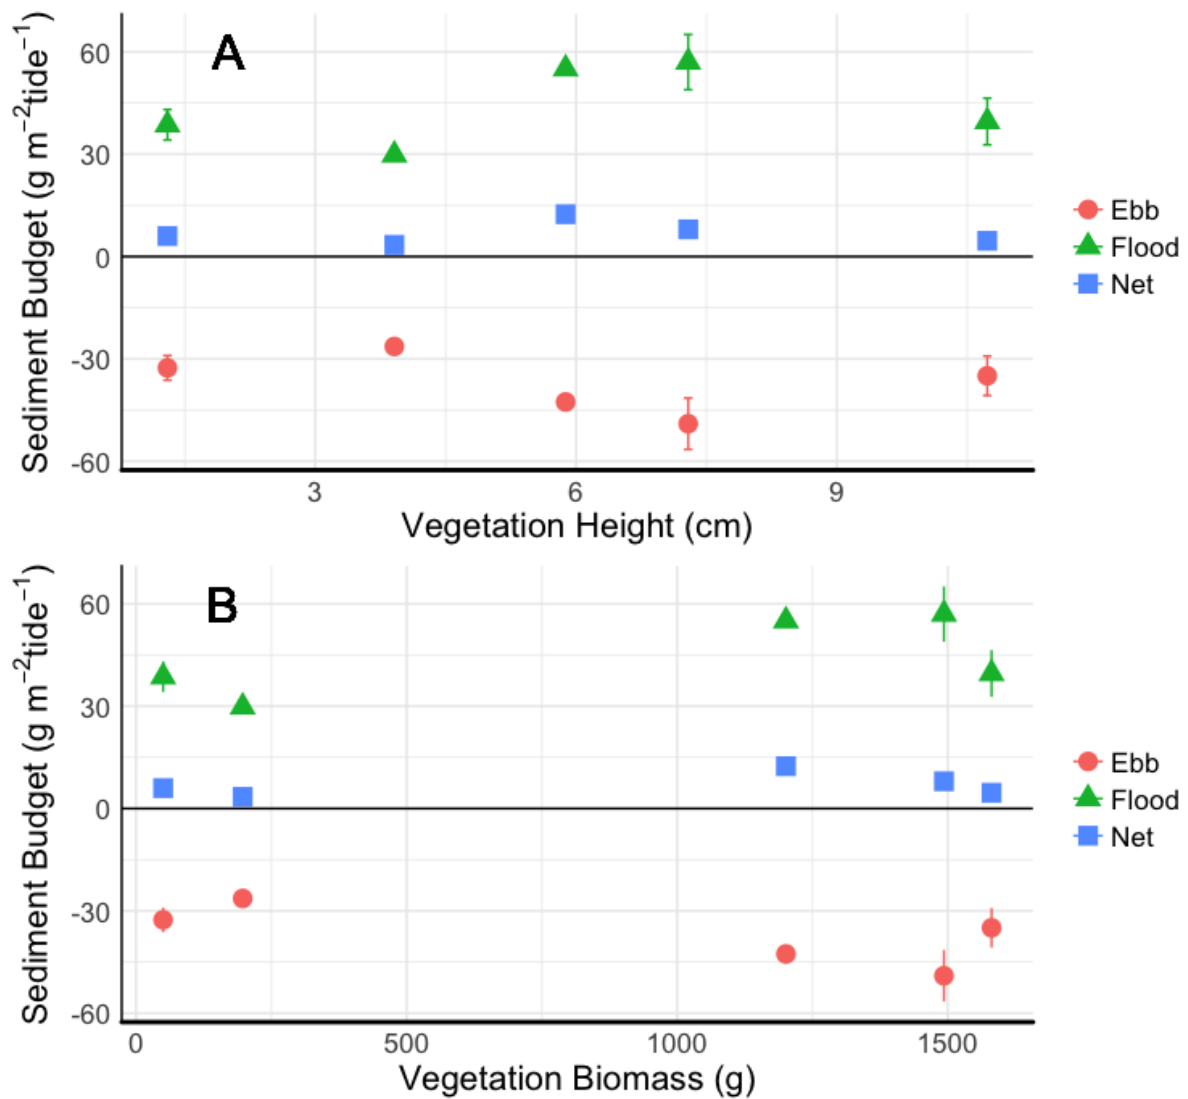 A
Sediment Budget (g m⁻²tide⁻¹)
60
30
0
-30
-60
3 6 9
Vegetation Height (cm)
Ebb
Flood
Net
B
Sediment Budget (g m⁻²tide⁻¹)
60
30
0
-30
-60
0 500 1000 1500
Vegetation Biomass (g)
Ebb
Flood
Net